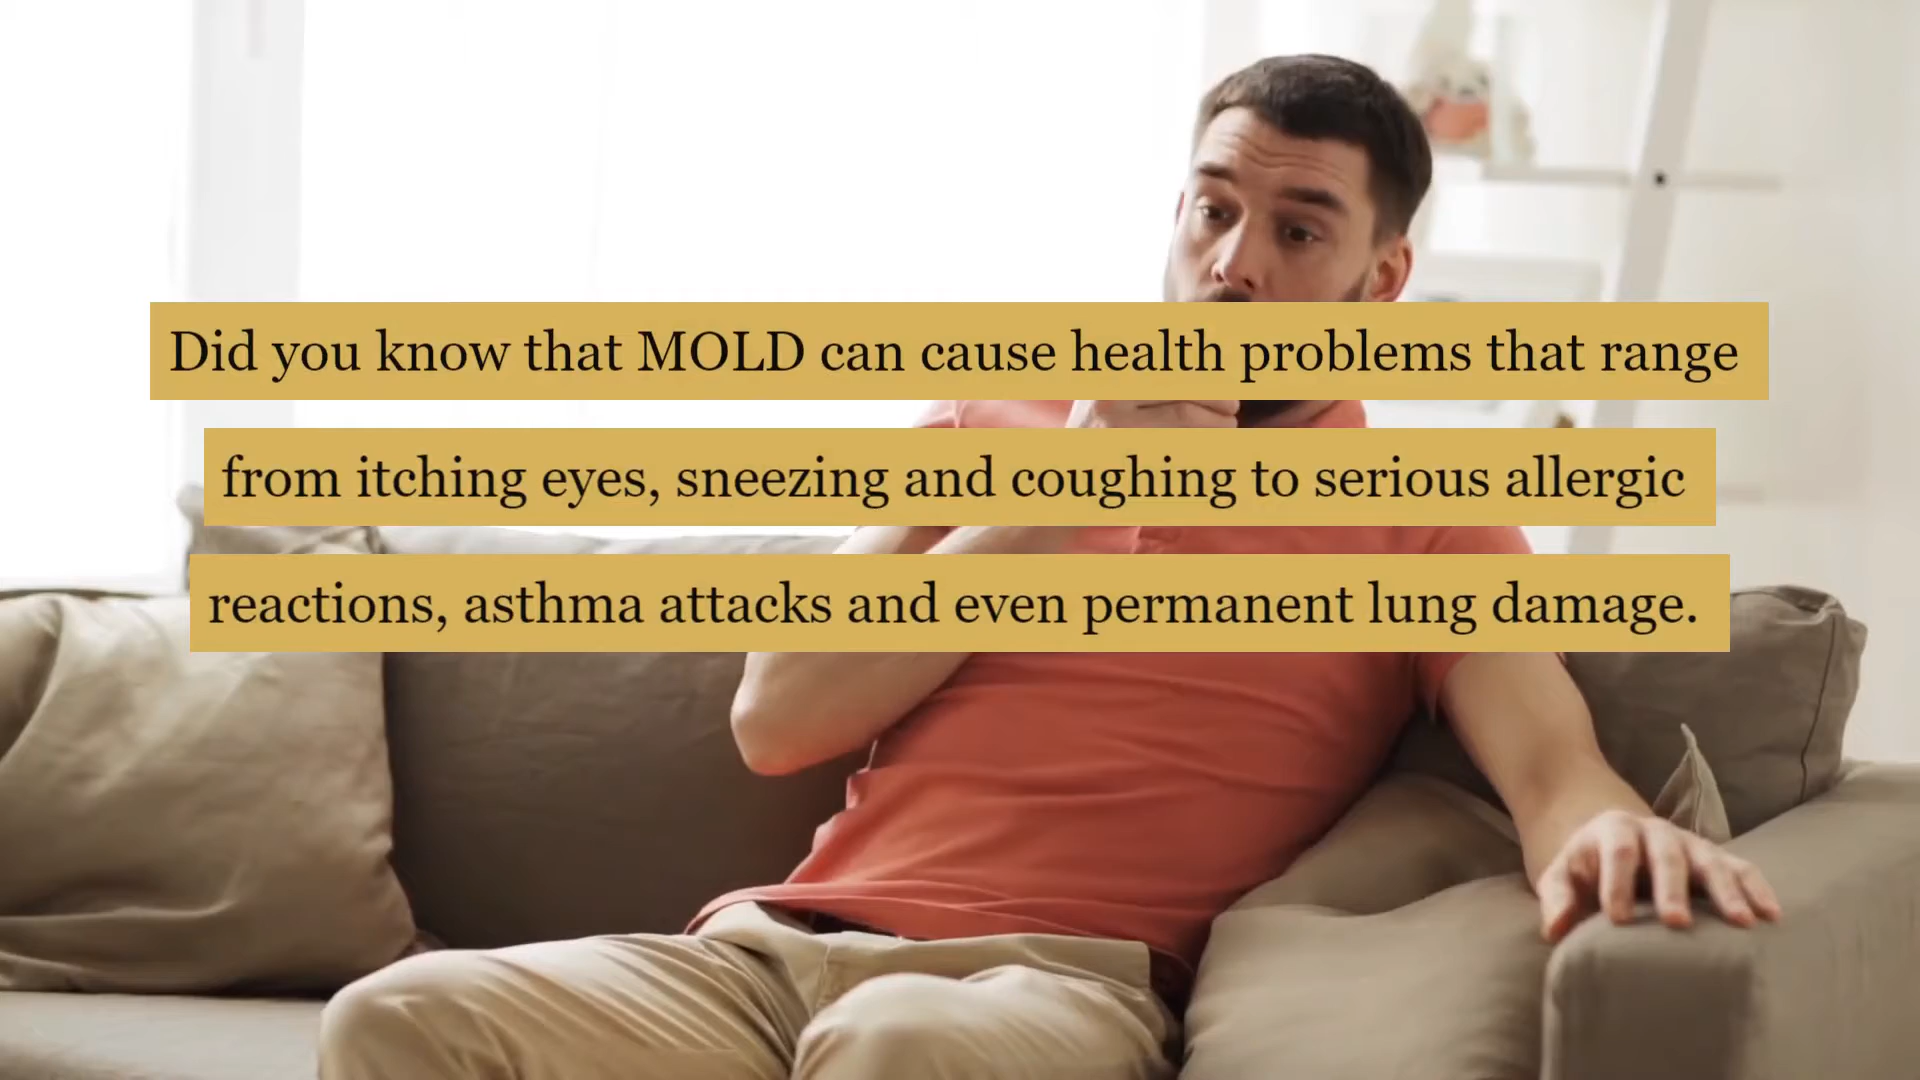 Did you know that MOLD can cause health problems that range
from itching eyes, sneezing and coughing to serious allergic
reactions, asthma attacks and even permanent lung damage.